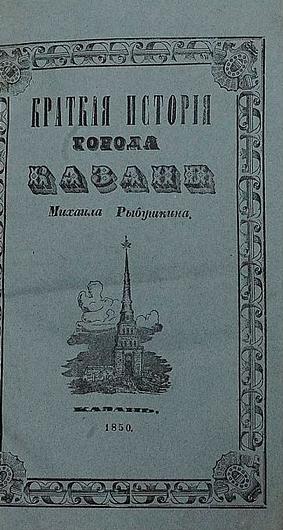 КРАТКАЯ ИСТОРІЯ
ГОРОДА
КАЗАНИ
Михаила Рыбушкина.
КАЗАНЬ.
1850.